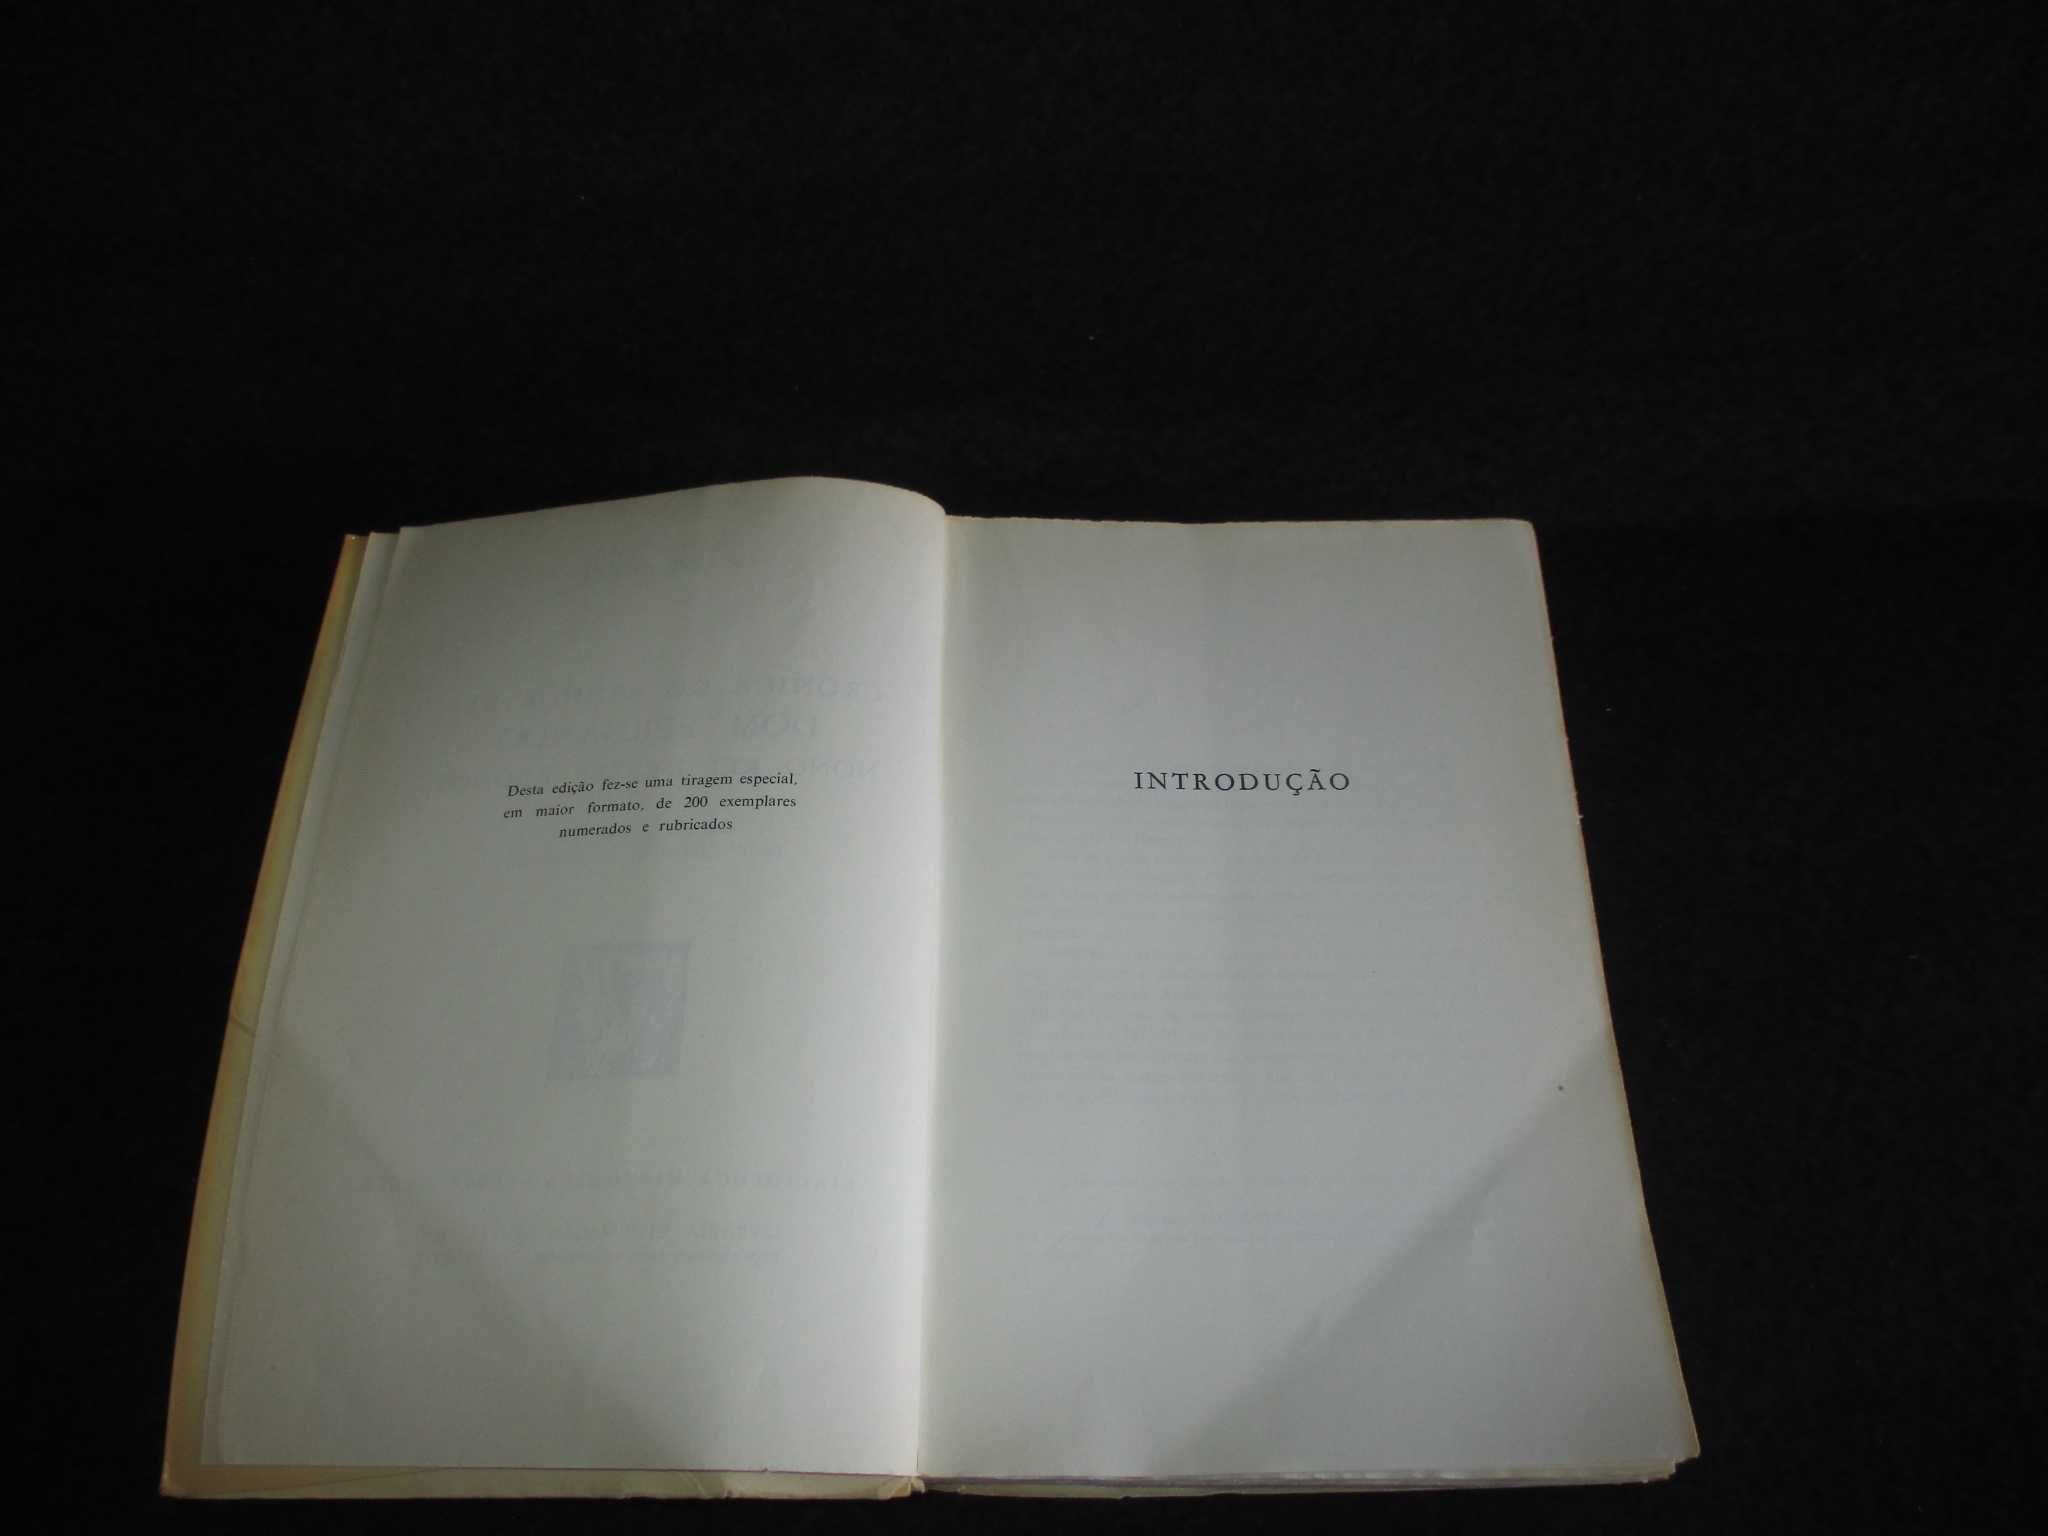 Desta edição fez-se uma tiragem especial,
em maior formato, de 200 exemplares
numerados e rubricados
INTRODUÇÃO